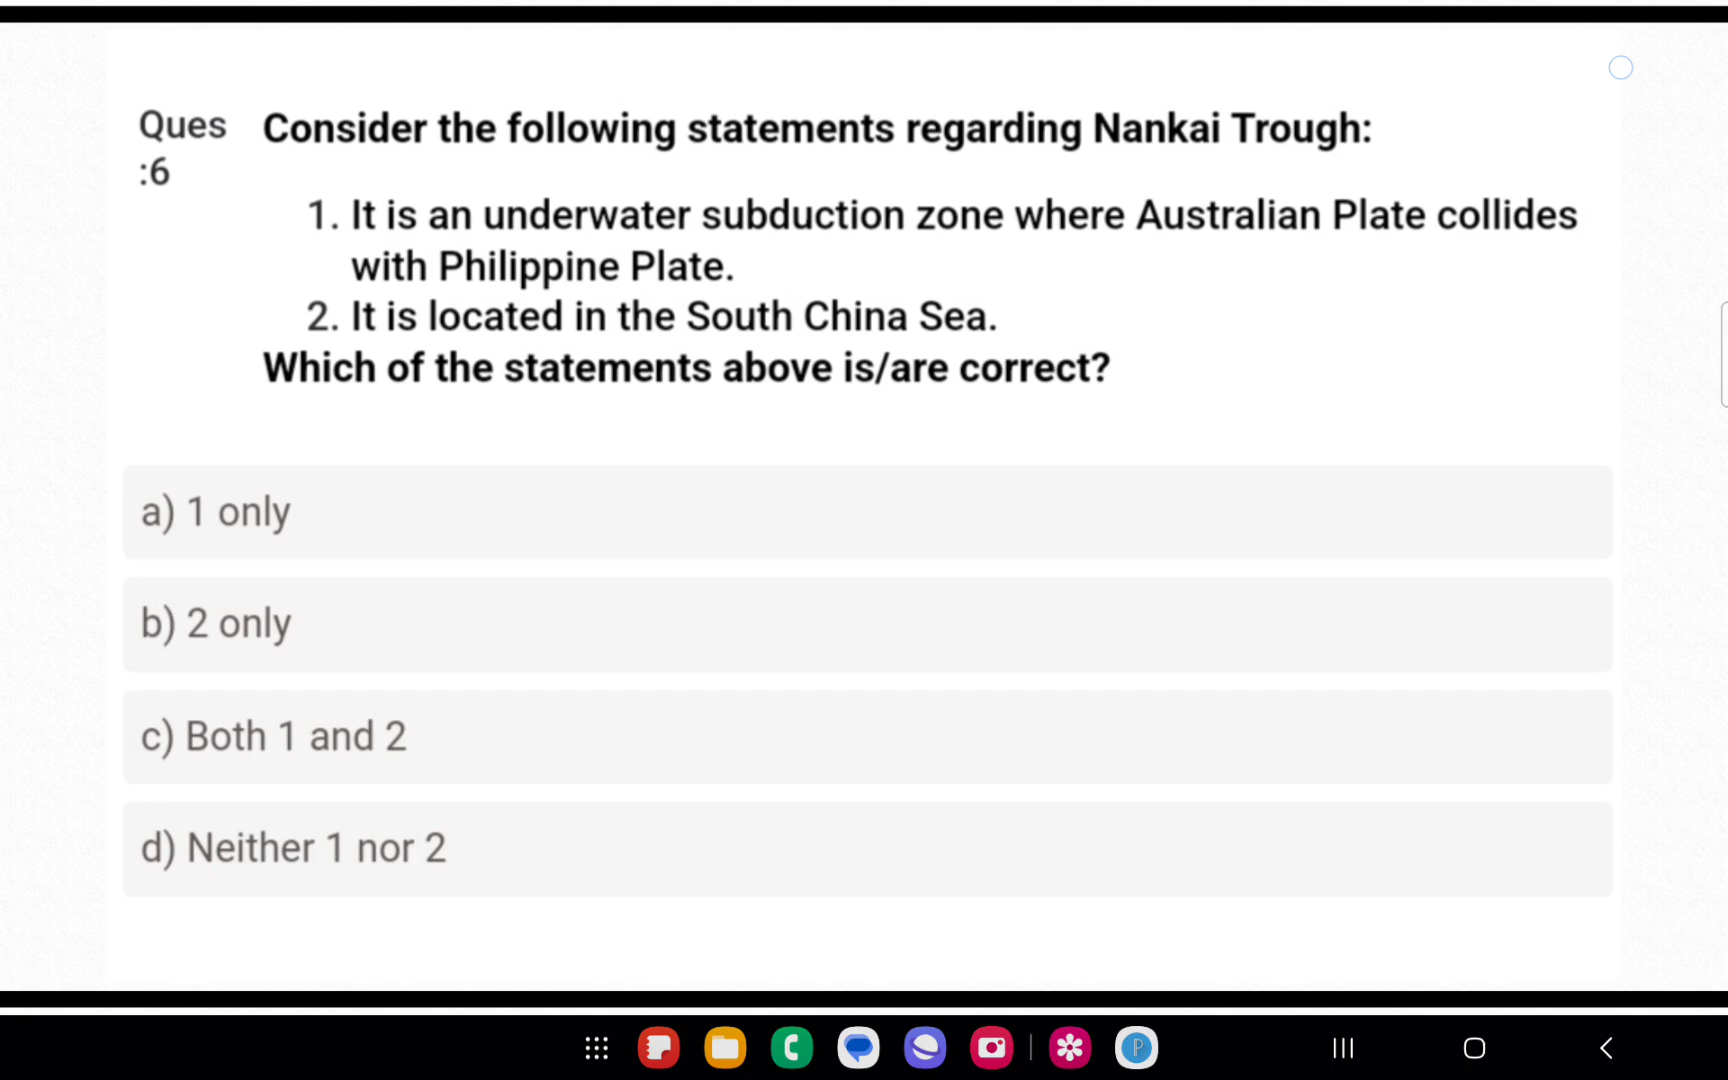 Ques Consider the following statements regarding Nankai Trough:
:6
1. It is an underwater subduction zone where Australian Plate collides
with Philippine Plate.
2. It is located in the South China Sea.
Which of the statements above is/are correct?
a) 1 only
b) 2 only
c) Both 1 and 2
d) Neither 1 nor 2
P